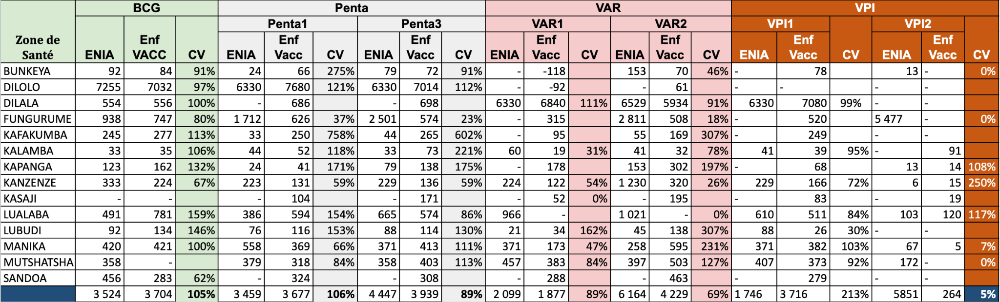 BCG Penta VAR VPI
Penta1 Penta3 VAR1 VAR2 VPI1 VPI2
Zone de Santé ENIA Enf VACC CV ENIA Enf Vacc CV ENIA Enf Vacc CV ENIA Enf Vacc CV ENIA Enf Vacc CV ENIA Enf Vacc CV ENIA Enf Vacc CV
BUNKEYA 92 84 91% 24 66 275% 79 72 91% - -118 153 70 46% - 78 13 - 0%
DILOLO 7255 7032 97% 6330 7680 121% 6330 7014 112% - -92 - 61 - - - -
DILALA 554 556 100% - 686 - 698 6330 6840 111% 6529 5934 91% 6330 7080 99% - -
FUNGURUME 938 747 80% 1 712 626 37% 2 501 574 23% - 315 2 811 508 18% - 520 5 477 - 0%
KAFAKUMBA 245 277 113% 33 250 758% 44 265 602% - 95 55 169 307% - 249 - -
KALAMBA 33 35 106% 44 52 118% 33 73 221% 60 19 31% 41 32 78% 41 39 95% - 91
KAPANGA 123 162 132% 24 41 171% 79 138 175% - 178 153 302 197% - 68 13 14 108%
KANZENZE 333 224 67% 223 131 59% 229 136 59% 224 122 54% 1 230 320 26% 229 166 72% 6 15 250%
KASAJI - - - 104 - 171 - 52 0% - 195 - 83 - 19
LUALABA 491 781 159% 386 594 154% 665 574 86% 966 - 1 021 - 0% 610 511 84% 103 120 117%
LUBUDI 92 134 146% 76 116 153% 88 114 130% 21 34 162% 45 138 307% 88 26 30% - -
MANIKA 420 421 100% 558 369 66% 371 413 111% 371 173 47% 258 595 231% 371 382 103% 67 5 7%
MUTSHATSHA 358 - 379 318 84% 358 403 113% 457 383 84% 397 503 127% 407 373 92% 172 - 0%
SANDOA 456 283 62% - 324 - 308 - 288 - 463 - 279 - -
3 524 3 704 105% 3 459 3 677 106% 4 447 3 939 89% 2 099 1 877 89% 6 164 4 229 69% 1 746 3 716 213% 5851 264 5%